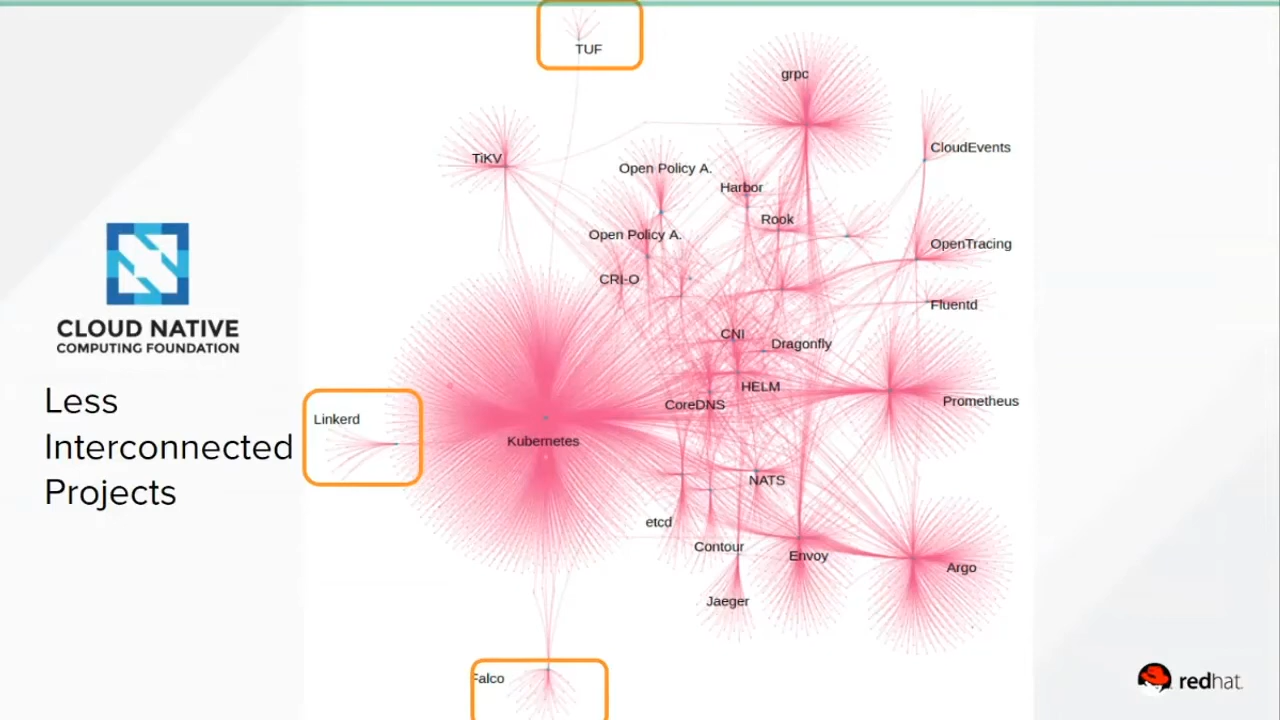 TUF
grpc
CloudEvents
TiKV
Open Policy A.
Harbor
Rook
Open Policy A.
OpenTracing
CRI-O
Fluentd
CNI
Dragonfly
HELM
CoreDNS
Prometheus
CLOUD NATIVE
COMPUTING FOUNDATION
Less
Interconnected
Projects
Linkerd
Kubernetes
NATS
etcd
Contour
Envoy
Argo
Jaeger
Falco
redhat.